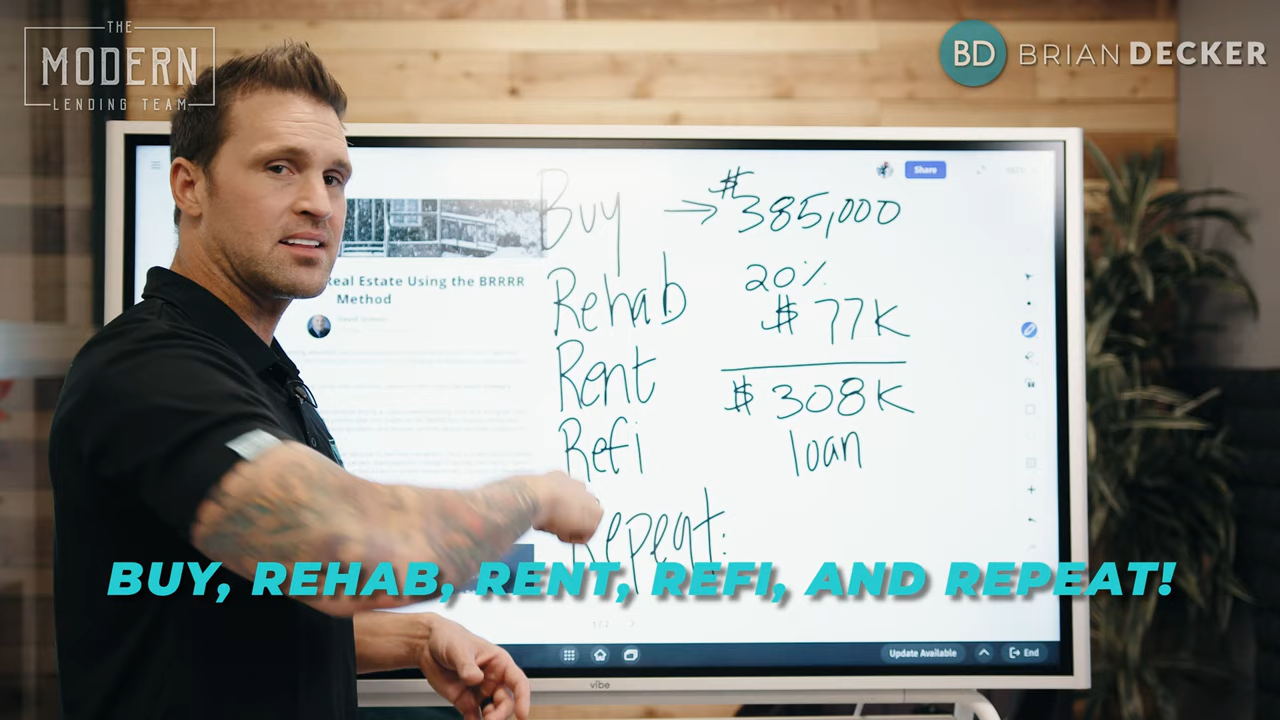 THE
MODERN
LENDING TEAM
BD BRIAN DECKER
Share
Buy → $385,000
Real Estate Using the BRRRR
Method
Rehab
20%
$ 77K
Rent
$ 308K
Refi
loan
Repeat:
BUY, REHAB, RENT, REFI, AND REPEAT!
Update Available
End
vibe